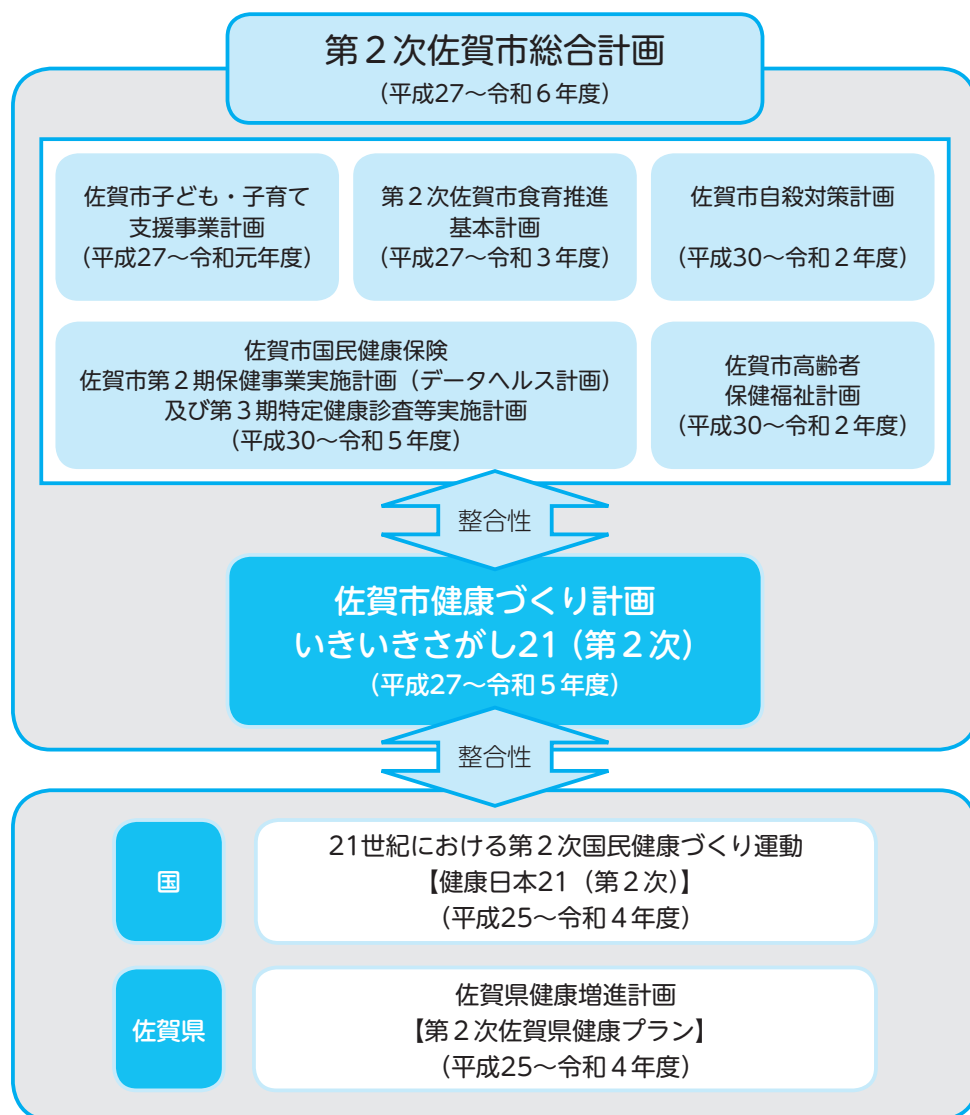 第２次佐賀市総合計画
（平成27～令和６年度）
佐賀市子ども・子育て
支援事業計画
（平成27～令和元年度）
第２次佐賀市食育推進
基本計画
（平成27～令和３年度）
佐賀市自殺対策計画
（平成30～令和２年度）
佐賀市国民健康保険
佐賀市第２期保健事業実施計画（データヘルス計画）
及び第３期特定健康診査等実施計画
（平成30～令和５年度）
佐賀市高齢者
保健福祉計画
（平成30～令和２年度）
整合性
佐賀市健康づくり計画
いきいきさがし21（第２次）
（平成27～令和５年度）
整合性
国
21世紀における第２次国民健康づくり運動
【健康日本21（第２次）】
（平成25～令和４年度）
佐賀県
佐賀県健康増進計画
【第２次佐賀県健康プラン】
（平成25～令和４年度）